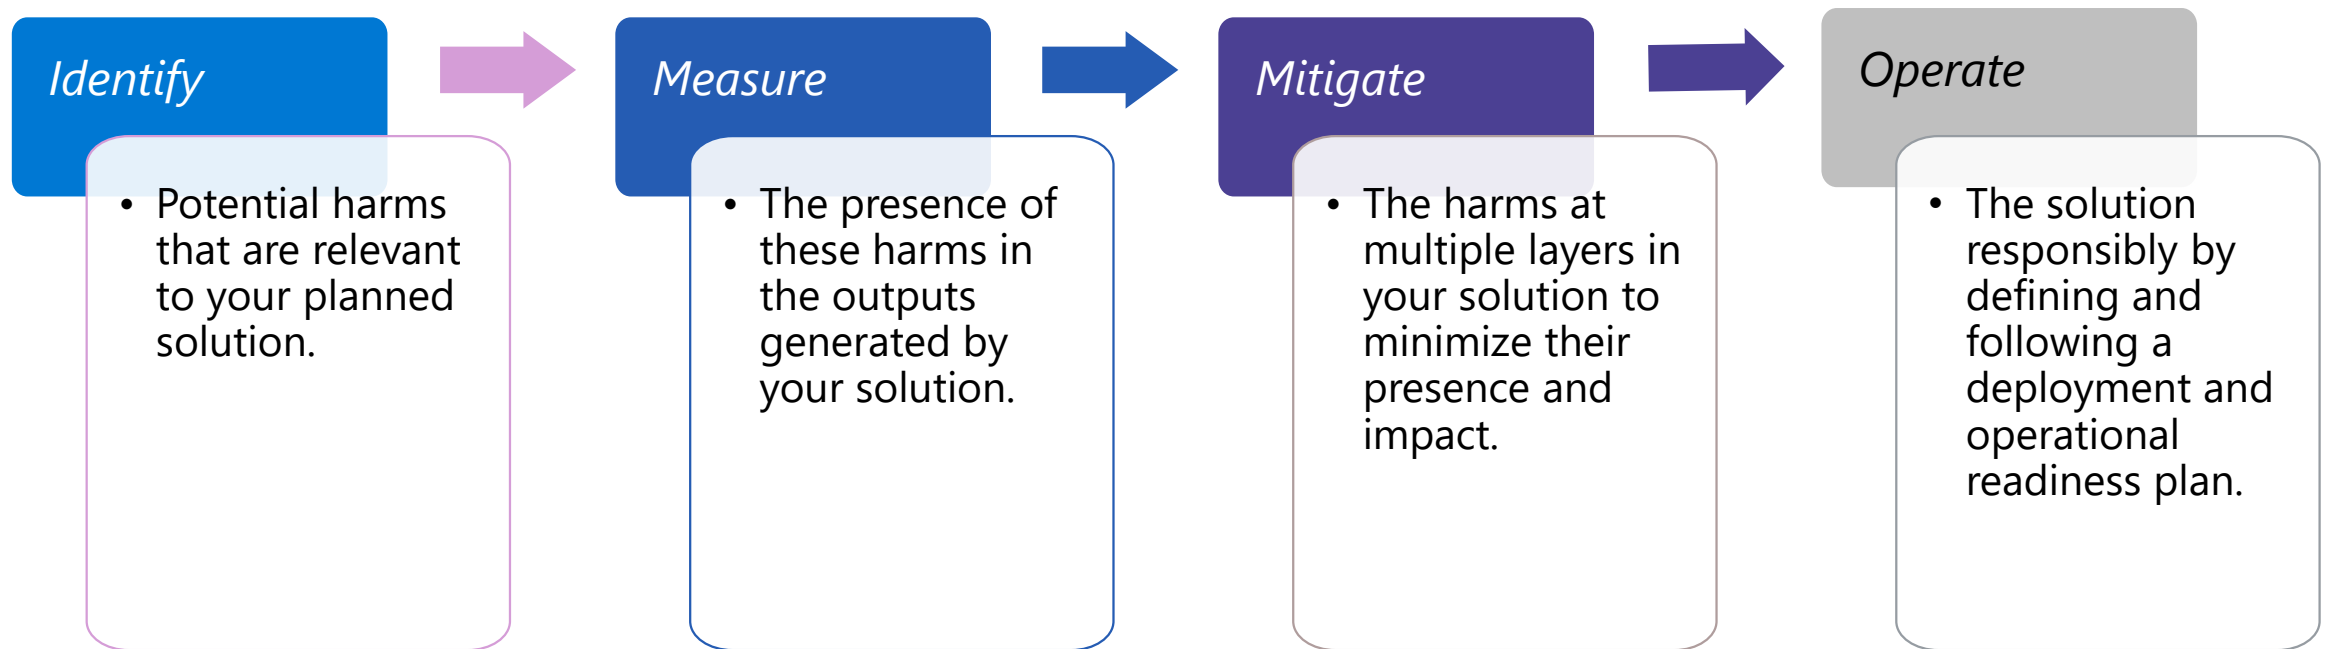 Identify
• Potential harms
that are relevant
to your planned
solution.
Measure
• The presence of
these harms in
the outputs
generated by
your solution.
Mitigate
• The harms at
multiple layers in
your solution to
minimize their
presence and
impact.
Operate
• The solution
responsibly by
defining and
following a
deployment and
operational
readiness plan.